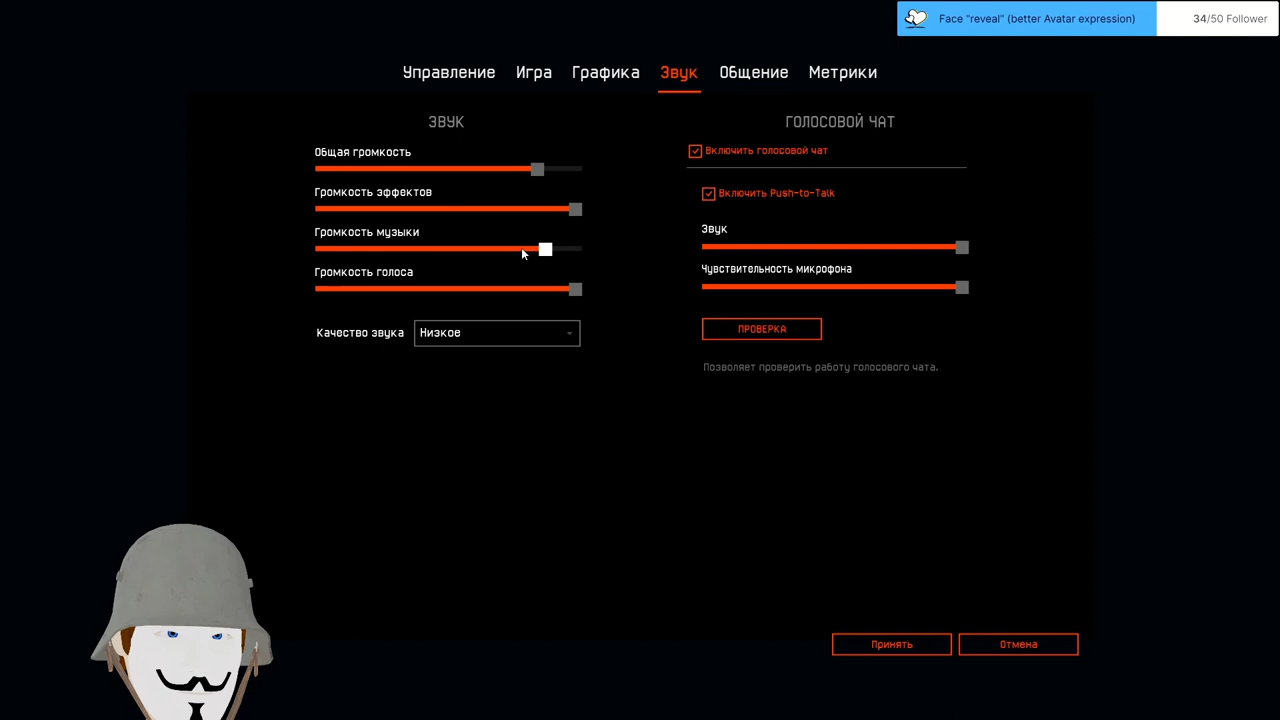 Face "reveal" (better Avatar expression)
34/50 Follower
Управление Игра Графика Звук Общение Метрики
ЗВУК
Общая громкость
Громкость эффектов
Громкость музыки
Громкость голоса
Качество звука Низкое
ГОЛОСОВОЙ ЧАТ
Включить голосовой чат
Включить Push-to-Talk
Звук
Чувствительность микрофона
ПРОВЕРКА
Позволяет проверить работу голосового чата.
Принять Отмена